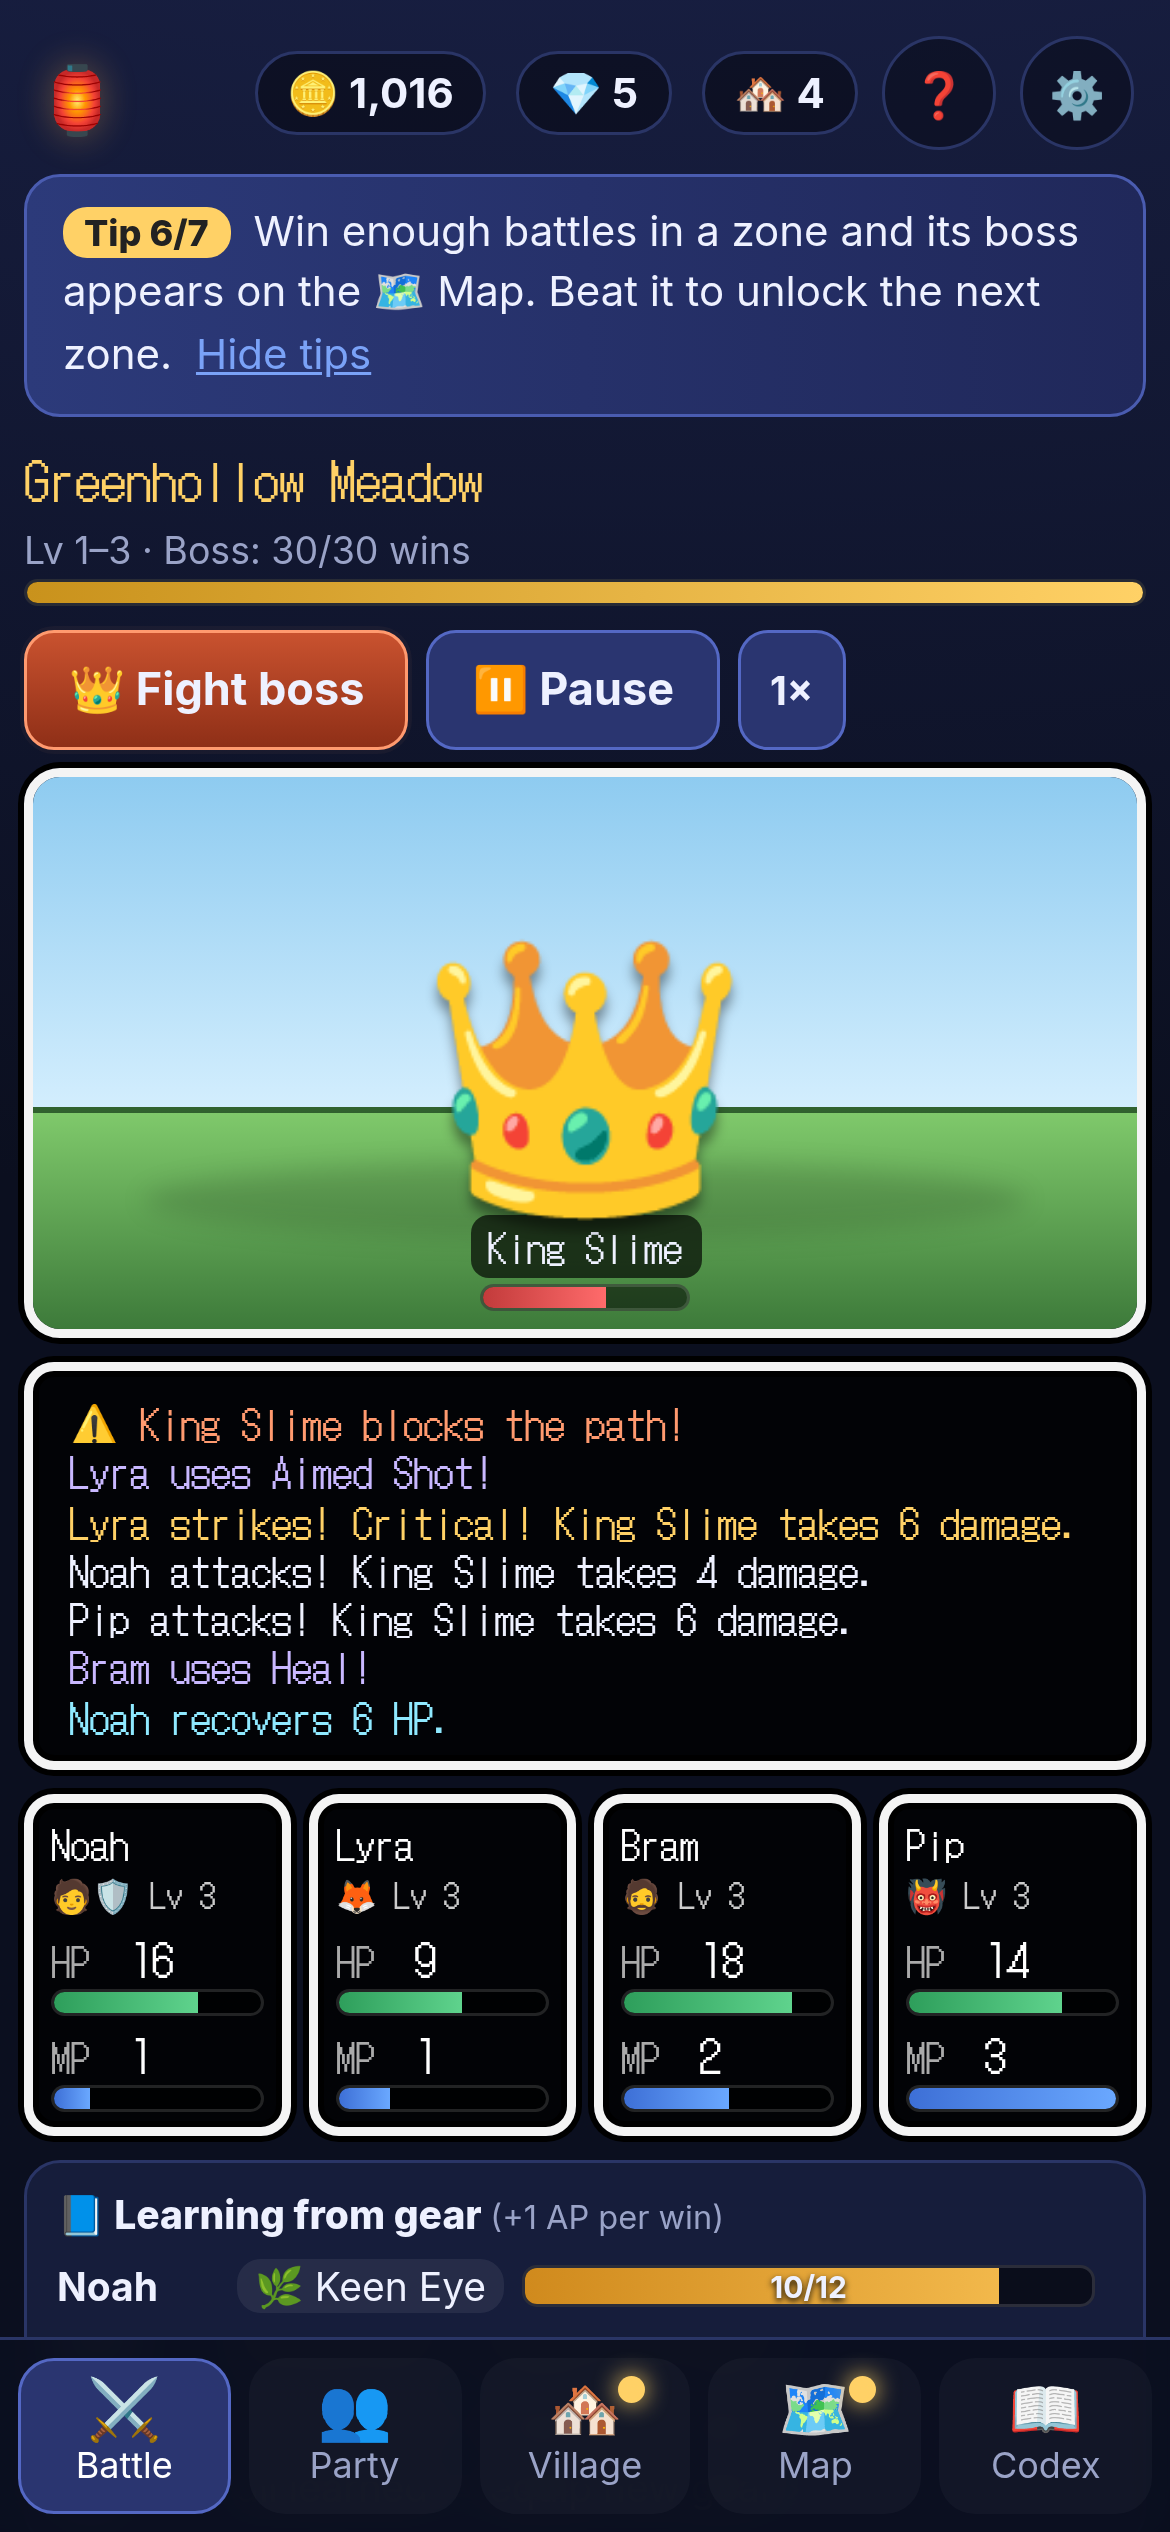 1,016
5
4
Tip 6/7 Win enough battles in a zone and its boss
appears on the Map. Beat it to unlock the next
zone. Hide tips
Greenhollow Meadow
Lv 1–3 · Boss: 30/30 wins
Fight boss
Pause
1×
King Slime
King Slime blocks the path!
Lyra uses Aimed Shot!
Lyra strikes! Critical! King Slime takes 6 damage.
Noah attacks! King Slime takes 4 damage.
Pip attacks! King Slime takes 6 damage.
Bram uses Heal!
Noah recovers 6 HP.
Noah
Lv 3
HP 16
MP 1
Lyra
Lv 3
HP 9
MP 1
Bram
Lv 3
HP 18
MP 2
Pip
Lv 3
HP 14
MP 3
Learning from gear (+1 AP per win)
Noah Keen Eye 10/12
Battle
Party
Village
Map
Codex